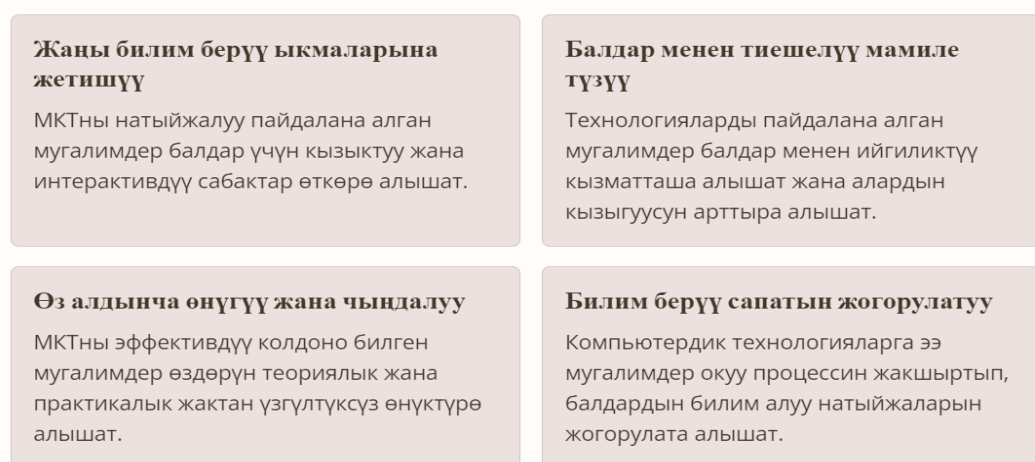 Жаңы билим берүү ыкмаларына
жетишүү
МКТны натыйжалуу пайдалана алган
мугалимдер балдар үчүн кызыктуу жана
интерактивдүү сабактар өткөрө алышат.
Балдар менен тиешелүү мамиле
түзүү
Технологияларды пайдалана алган
мугалимдер балдар менен ийгиликтүү
кызматташа алышат жана алардын
кызыгуусун арттыра алышат.
Өз алдынча өнүгүү жана чыңдалуу
МКТны эффективдүү колдоно билген
мугалимдер өздөрүн теориялык жана
практикалык жактан үзгүлтүксүз өнүктүрө
алышат.
Билим берүү сапатын жогорулатуу
Компьютердик технологияларга ээ
мугалимдер окуу процессин жакшыртып,
балдардын билим алуу натыйжаларын
жогорулата алышат.